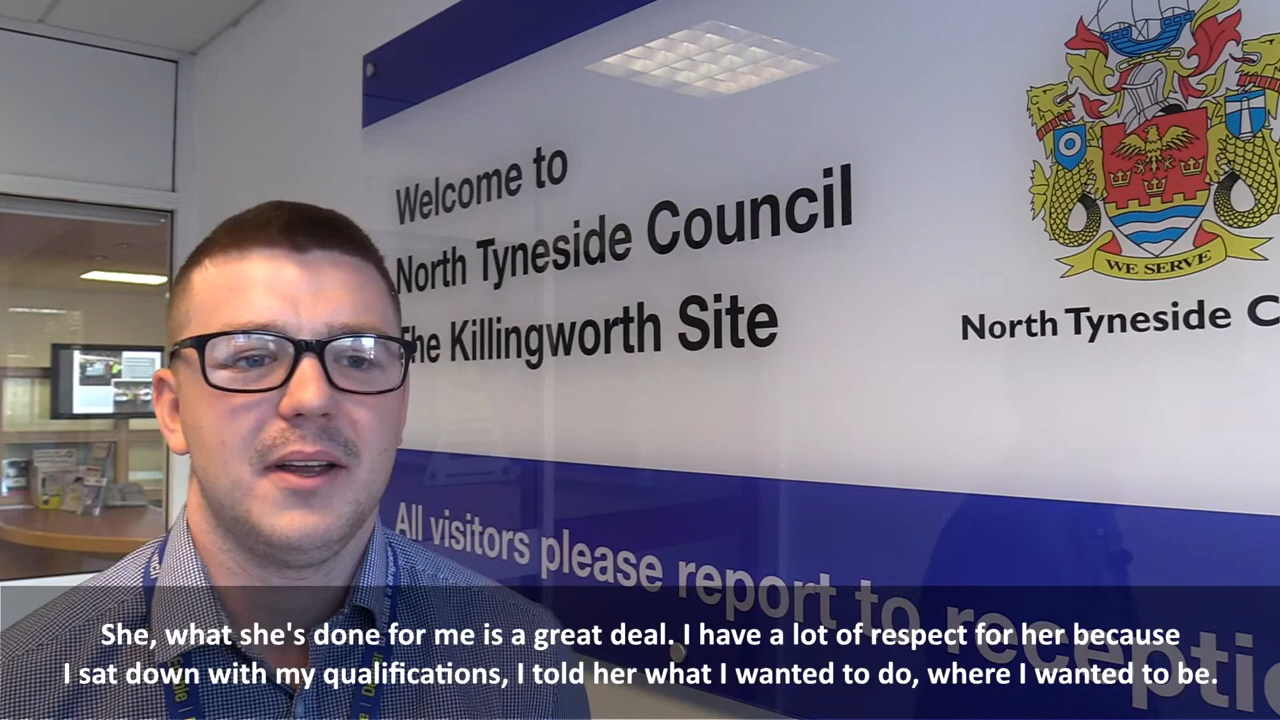 Welcome to
North Tyneside Council
The Killingworth Site
WE SERVE
North Tyneside
All visitors please report to
She, what she's done for me is a great deal. I have a lot of respect for her because
I sat down with my qualifications, I told her what I wanted to do, where I wanted to be.